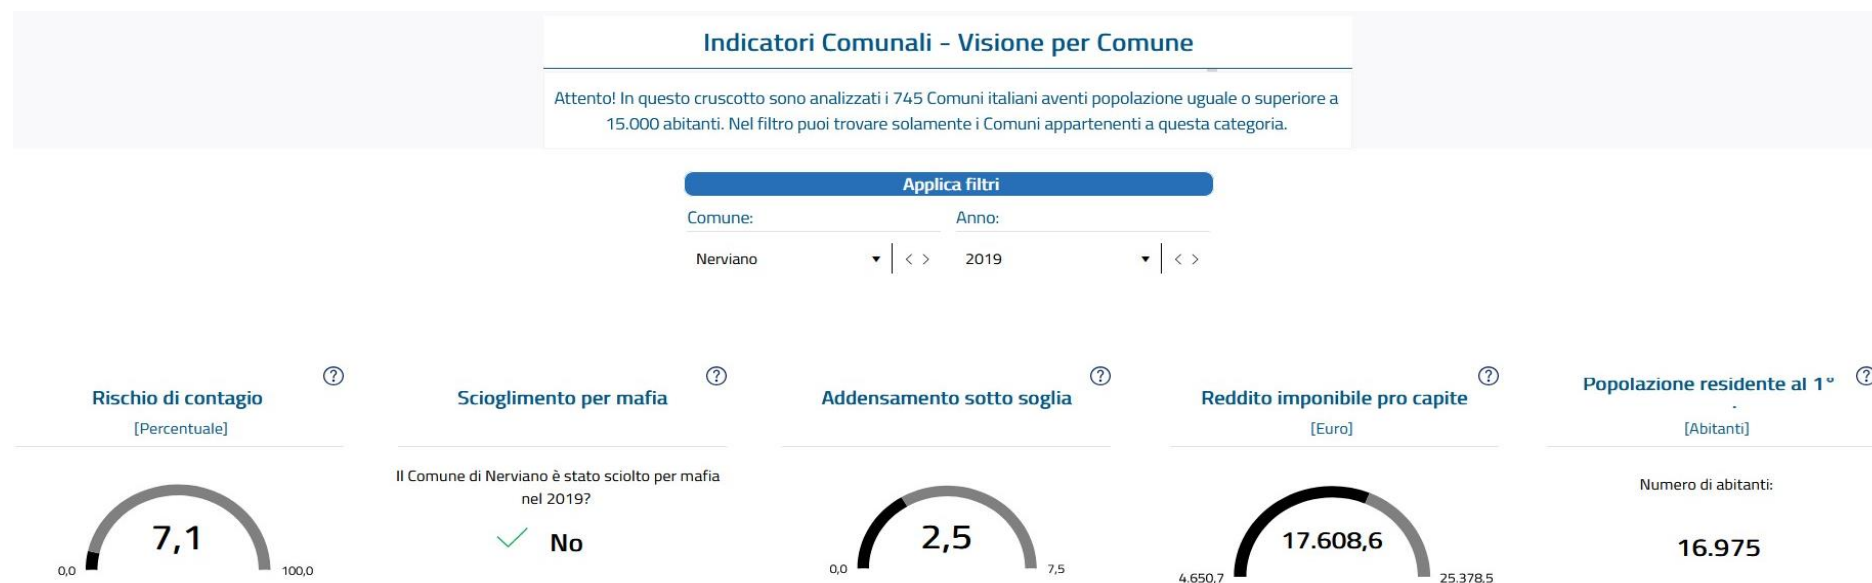 Indicatori Comunali - Visione per Comune
Attento! In questo cruscotto sono analizzati i 745 Comuni italiani aventi popolazione uguale o superiore a
15.000 abitanti. Nel filtro puoi trovare solamente i Comuni appartenenti a questa categoria.
Applica filtri
Comune:
Anno:
Nerviano
2019
Rischio di contagio
[Percentuale]
7,1
0,0
100,0
Scioglimento per mafia
Il Comune di Nerviano è stato sciolto per mafia
nel 2019?
No
Addensamento sotto soglia
2,5
0,0
7,5
Reddito imponibile pro capite
[Euro]
17.608,6
4.650,7
25.378,5
Popolazione residente al 1°
[Abitanti]
Numero di abitanti:
16.975